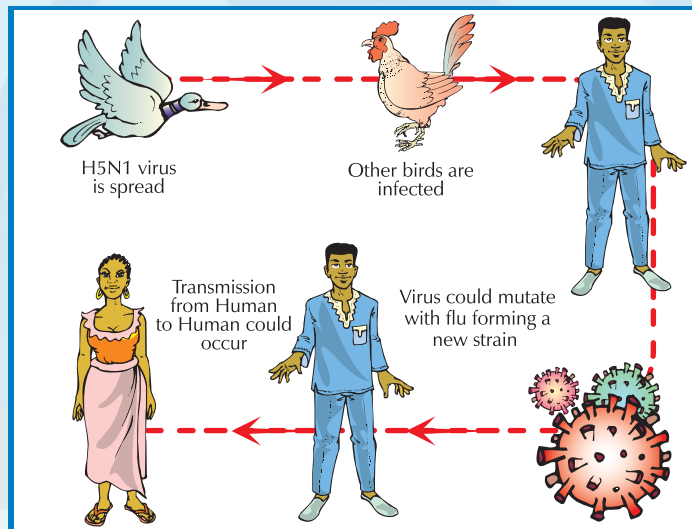 H5N1 virus
is spread
Other birds are
infected
Transmission
from Human
to Human could
occur
Virus could mutate
with flu forming a
new strain